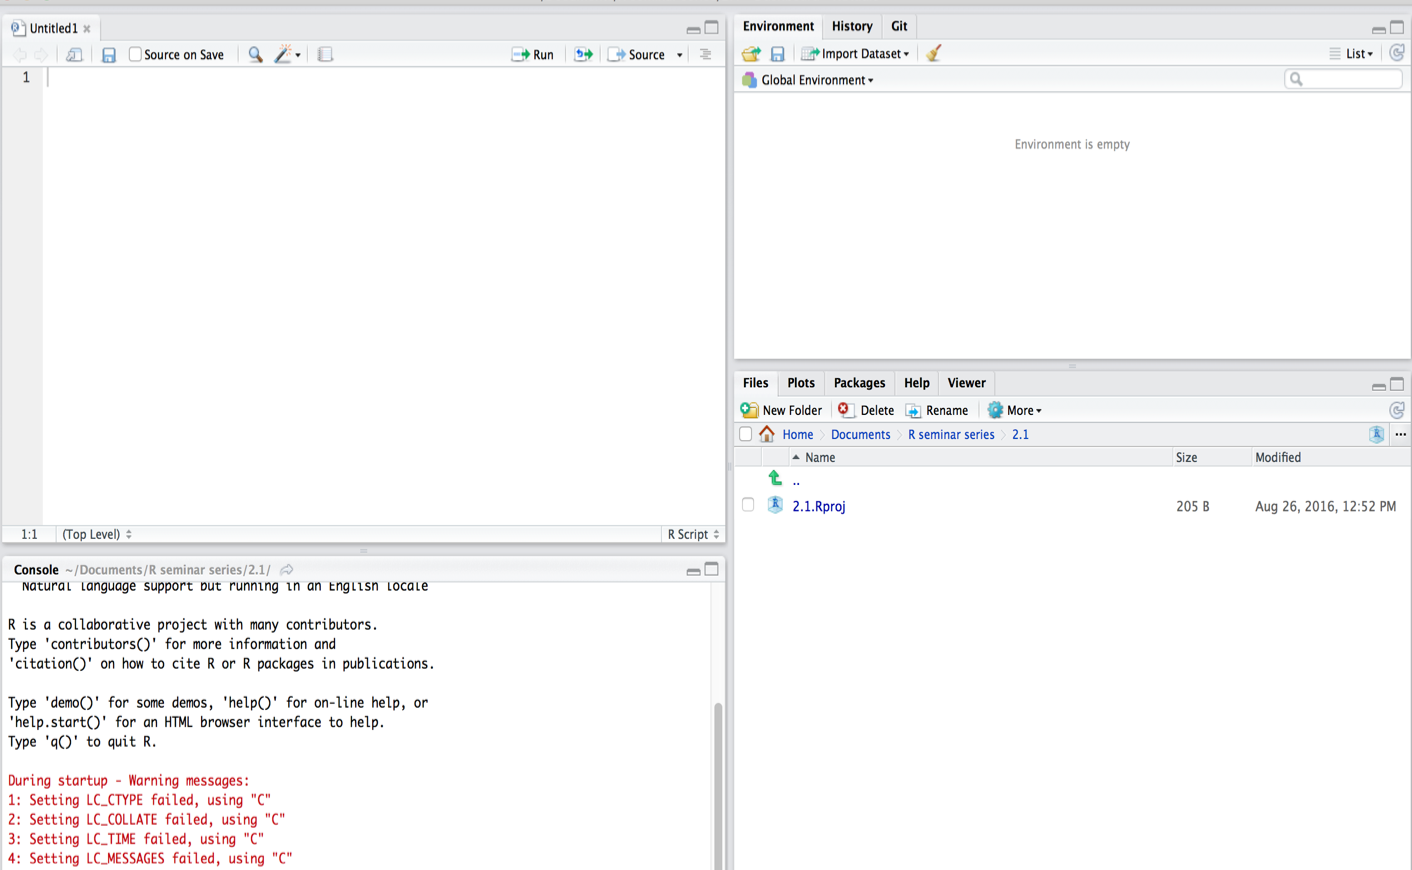 Untitled1
Source on Save
Run
Source
1
1:1
(Top Level)
R Script
Console ~/Documents/R seminar series/2.1/
Natural language support but running in an English locale
R is a collaborative project with many contributors.
Type 'contributors()' for more information and
'citation()' on how to cite R or R packages in publications.
Type 'demo()' for some demos, 'help()' for on-line help, or
'help.start()' for an HTML browser interface to help.
Type 'q()' to quit R.
During startup - Warning messages:
1: Setting LC_CTYPE failed, using "C"
2: Setting LC_COLLATE failed, using "C"
3: Setting LC_TIME failed, using "C"
4: Setting LC_MESSAGES failed, using "C"
Environment History Git
Import Dataset
List
Global Environment
Environment is empty
Files Plots Packages Help Viewer
New Folder Delete Rename More
Home Documents R seminar series 2.1
...
Name Size Modified
..
2.1.Rproj 205 B Aug 26, 2016, 12:52 PM